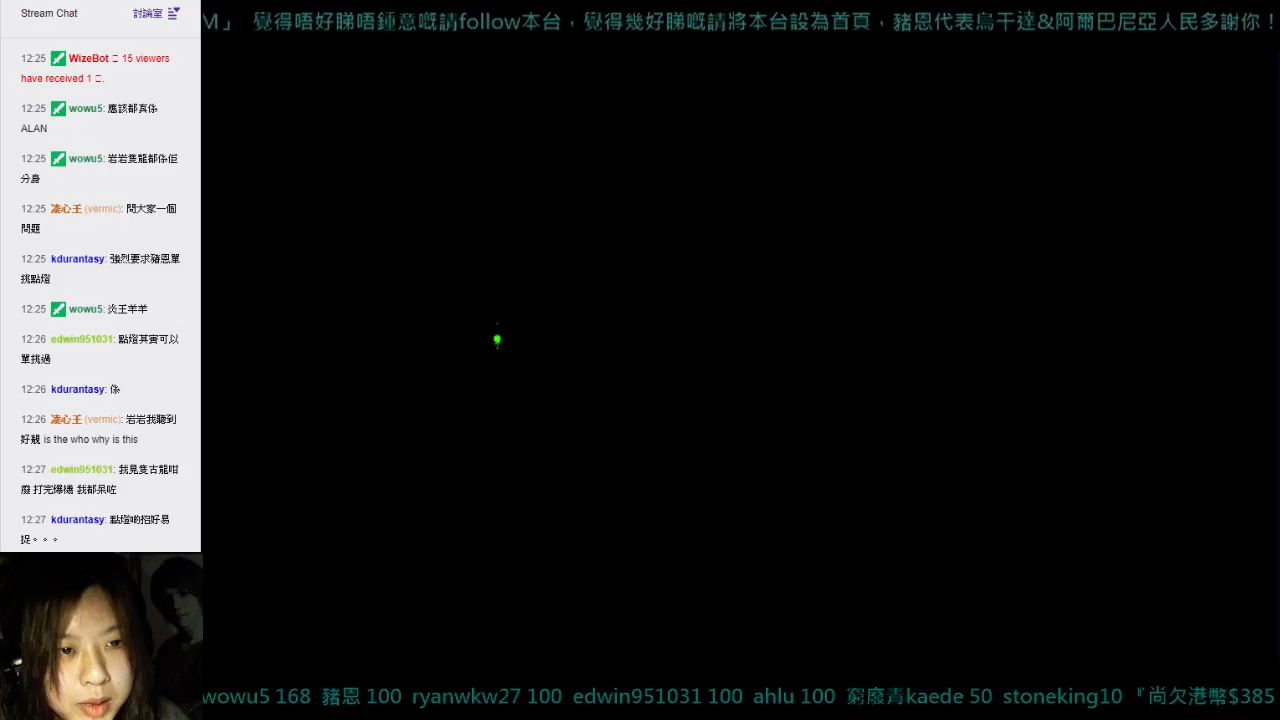 Stream Chat 討論室
M」 覺得唔好睇唔鍾意嘅請follow本台，覺得幾好睇嘅請將本台設為首頁，豬恩代表烏干達&阿爾巴尼亞人民多謝你！
12:25 WizeBot 15 viewers
have received 1
12:25 wowu5: 應該都真係
ALAN
12:25 wowu5: 岩岩隻龍都係佢
分身
12:25 凄心王 (vermic): 問大家一個
問題
12:25 kdurantasy: 強烈要求豬恩單
挑點燈
12:25 wowu5: 炎王羊羊
12:26 edwin951031: 點燈其實可以
單挑過
12:26 kdurantasy: 係
12:26 凄心王 (vermic): 岩岩我聽到
好靚 is the who why is this
12:27 edwin951031: 我見隻古龍咁
廢 打完爆機 我都呆咗
12:27 kdurantasy: 點燈啲招好易
捉。。。
wowu5 168 豬恩 100 ryanwkw27 100 edwin951031 100 ahlu 100 窮廢青kaede 50 stoneking10 『尚欠港幣$385